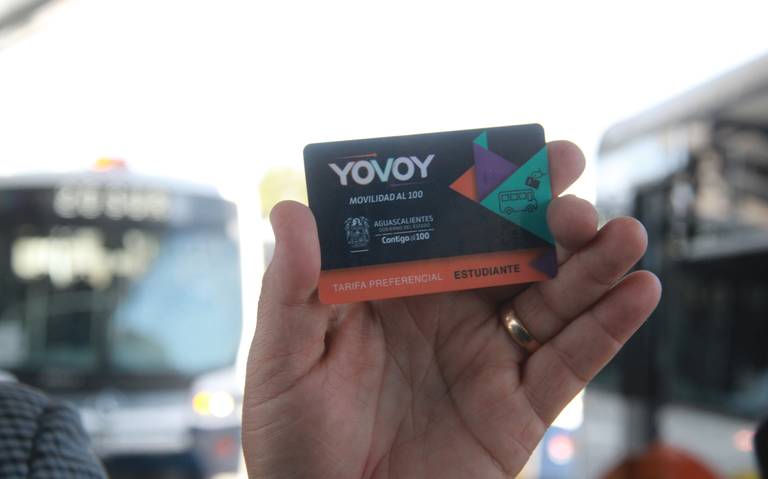 YOVOY
MOVILIDAD AL 100
AGUASCALIENTES
GOBIERNO DEL ESTADO
Contigo al 100
TARIFA PREFERENCIAL ESTUDIANTE